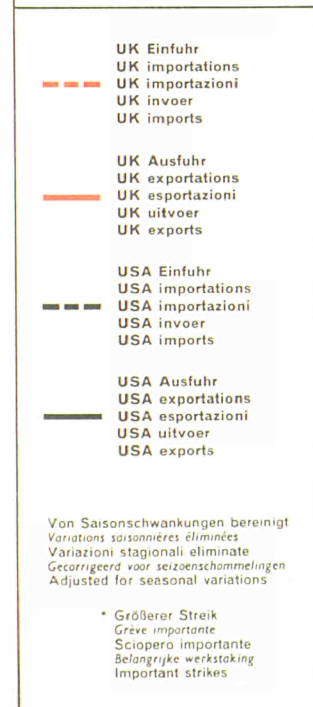 UK Einfuhr
UK importations
UK importazioni
UK invoer
UK imports
UK Ausfuhr
UK exportations
UK esportazioni
UK uitvoer
UK exports
USA Einfuhr
USA importations
USA importazioni
USA invoer
USA imports
USA Ausfuhr
USA exportations
USA esportazioni
USA uitvoer
USA exports
Von Saisonschwankungen bereinigt
Variations saisonnières éliminées
Variazioni stagionali eliminate
Gecorrigeerd voor seizoenschommelingen
Adjusted for seasonal variations
* Größerer Streik
Grève importante
Sciopero importante
Belangrijke werkstaking
Important strikes